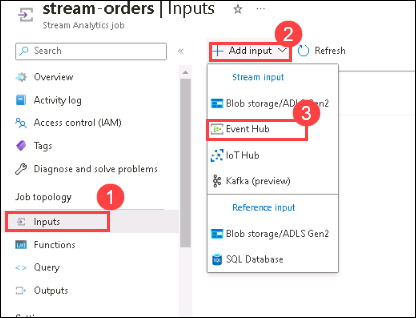 stream-orders | Inputs
Stream Analytics job
Search
Overview
Activity log
Access control (IAM)
Tags
Diagnose and solve problems
Job topology
1
Inputs
Functions
Query
Outputs
2
Add input
Refresh
Stream input
Blob storage/ADLS Gen2
3
Event Hub
IoT Hub
Kafka (preview)
Reference input
Blob storage/ADLS Gen2
SQL Database